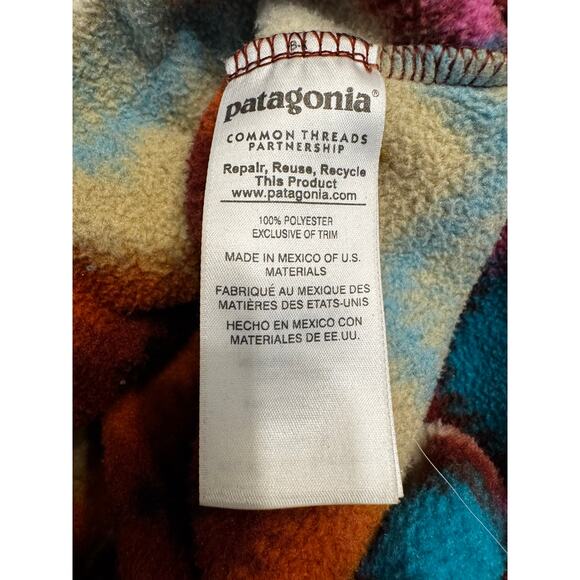 patagonia®
COMMON THREADS
PARTNERSHIP
Repair, Reuse, Recycle
This Product
www.patagonia.com
100% POLYESTER
EXCLUSIVE OF TRIM
MADE IN MEXICO OF U.S.
MATERIALS
FABRIQUÉ AU MEXIQUE DES
MATIÈRES DES ETATS-UNIS
HECHO EN MEXICO CON
MATERIALES DE EE.UU.